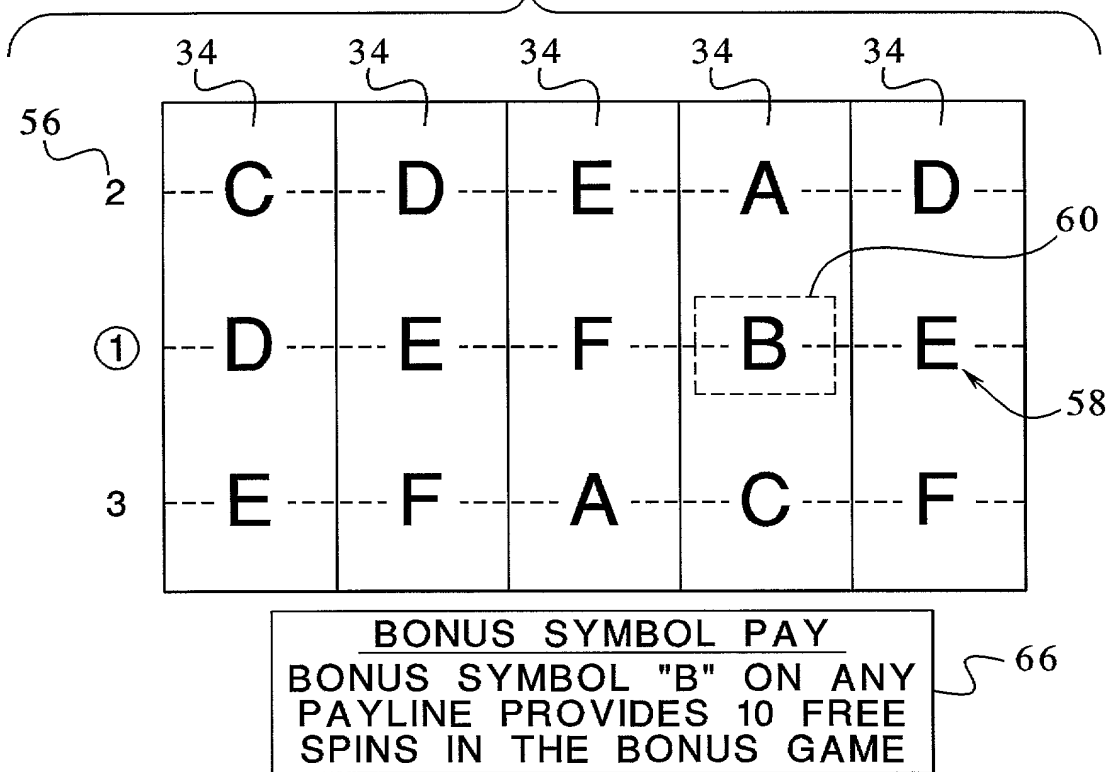 34 34 34 34 34
56
2 C D E A D
60
① D E F B E
58
3 E F A C F
BONUS SYMBOL PAY
BONUS SYMBOL "B" ON ANY
PAYLINE PROVIDES 10 FREE
SPINS IN THE BONUS GAME
66